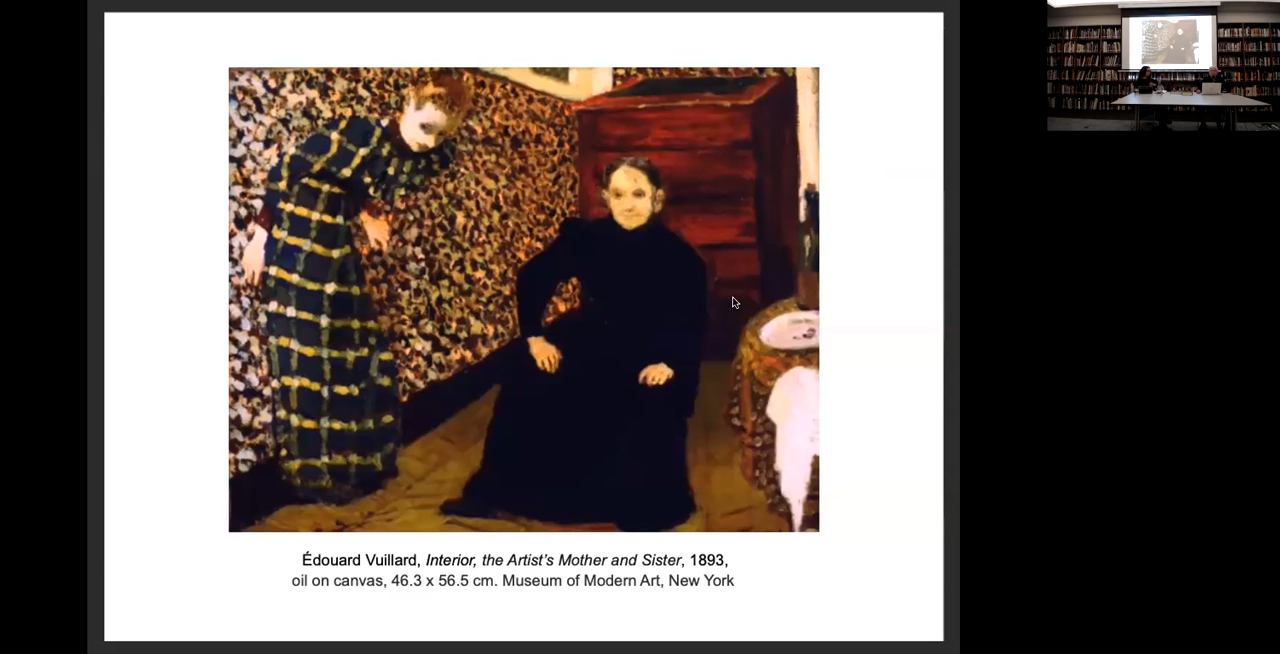 Édouard Vuillard, Interior, the Artist’s Mother and Sister, 1893,
oil on canvas, 46.3 x 56.5 cm. Museum of Modern Art, New York